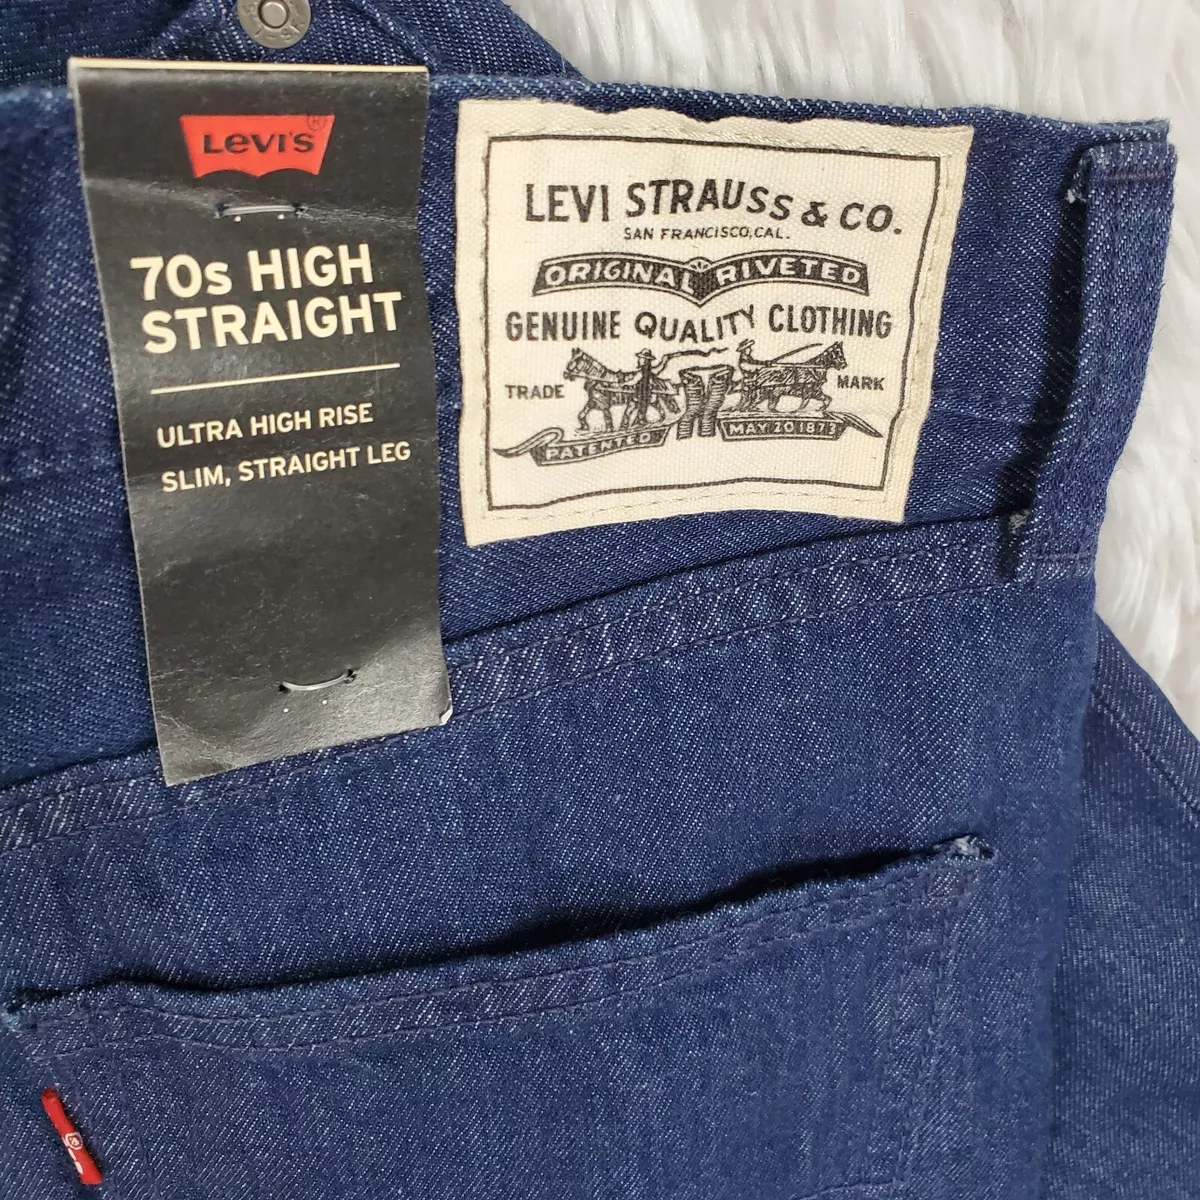 Levi's®
70s HIGH
STRAIGHT
ULTRA HIGH RISE
SLIM, STRAIGHT LEG
LEVI STRAUSS & CO.
SAN FRANCISCO, CAL.
ORIGINAL RIVETED
GENUINE QUALITY CLOTHING
TRADE MARK
PATENTED MAY 20 1873
®